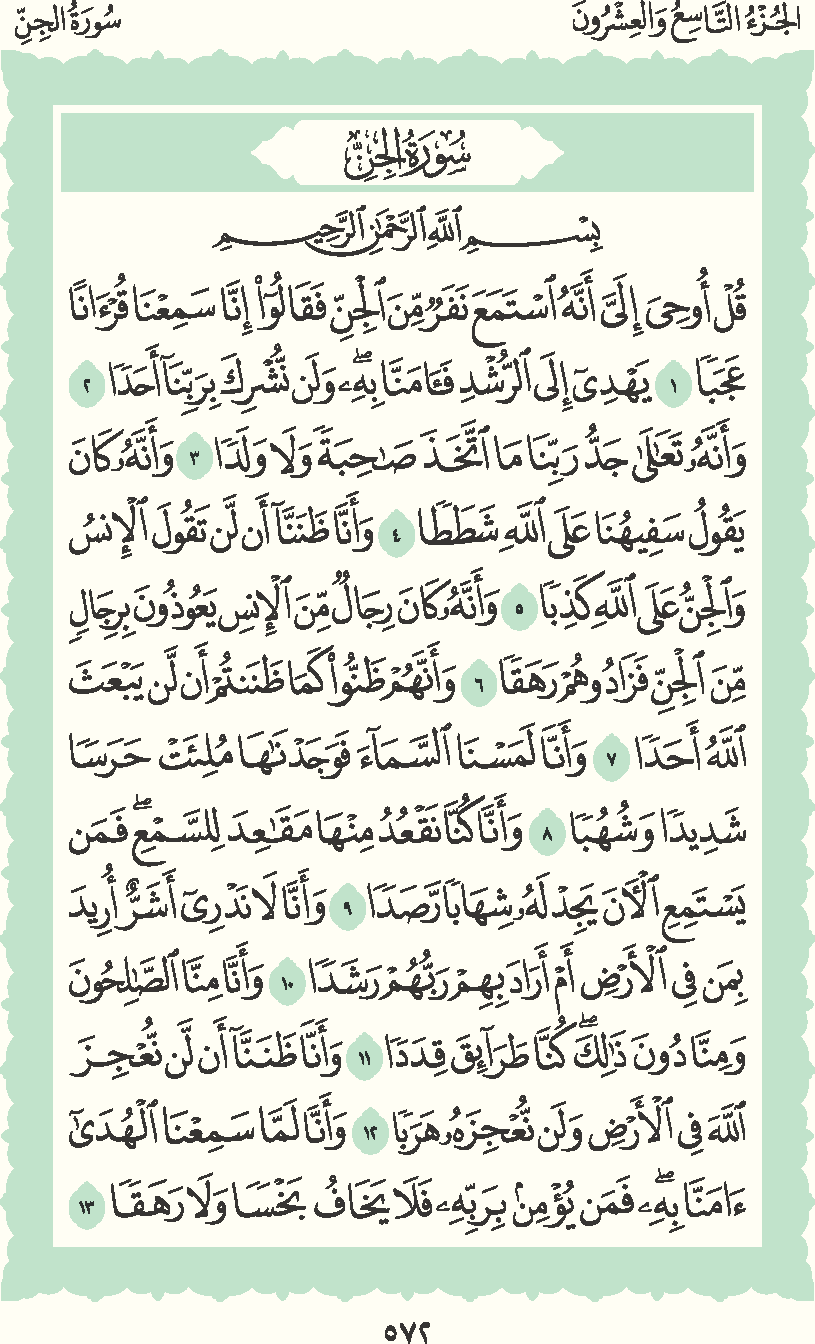 الجُزْءُ التَّاسِعُ وَالعِشْرُونَ
سُورَةُ الجِنِّ
سُورَةُ الجِنِّ
بِسْمِ ٱللَّهِ ٱلرَّحْمَٰنِ ٱلرَّحِيمِ
قُلْ أُوحِىَ إِلَىَّ أَنَّهُ ٱسْتَمَعَ نَفَرٌ مِّنَ ٱلْجِنِّ فَقَالُوٓا۟ إِنَّا سَمِعْنَا قُرْءَانًا
عَجَبًا ١ يَهْدِىٓ إِلَى ٱلرُّشْدِ فَـَٔامَنَّا بِهِۦ ۖ وَلَن نُّشْرِكَ بِرَبِّنَآ أَحَدًا ٢
وَأَنَّهُۥ تَعَٰلَىٰ جَدُّ رَبِّنَا مَا ٱتَّخَذَ صَٰحِبَةً وَلَا وَلَدًا ٣ وَأَنَّهُۥ كَانَ
يَقُولُ سَفِيهُنَا عَلَى ٱللَّهِ شَطَطًا ٤ وَأَنَّا ظَنَنَّآ أَن لَّن تَقُولَ ٱلْإِنسُ
وَٱلْجِنُّ عَلَى ٱللَّهِ كَذِبًا ٥ وَأَنَّهُۥ كَانَ رِجَالٌ مِّنَ ٱلْإِنسِ يَعُوذُونَ بِرِجَالٍ
مِّنَ ٱلْجِنِّ فَزَادُوهُمْ رَهَقًا ٦ وَأَنَّهُمْ ظَنُّوا۟ كَمَا ظَنَنتُمْ أَن لَّن يَبْعَثَ
ٱللَّهُ أَحَدًا ٧ وَأَنَّا لَمَسْنَا ٱلسَّمَآءَ فَوَجَدْنَٰهَا مُلِئَتْ حَرَسًا
شَدِيدًا وَشُهُبًا ٨ وَأَنَّا كُنَّا نَقْعُدُ مِنْهَا مَقَٰعِدَ لِلسَّمْعِ ۖ فَمَن
يَسْتَمِعِ ٱلْـَٔانَ يَجِدْ لَهُۥ شِهَابًا رَّصَدًا ٩ وَأَنَّا لَا نَدْرِىٓ أَشَرٌّ أُرِيدَ
بِمَن فِى ٱلْأَرْضِ أَمْ أَرَادَ بِهِمْ رَبُّهُمْ رَشَدًا ١٠ وَأَنَّا مِنَّا ٱلصَّٰلِحُونَ
وَمِنَّا دُونَ ذَٰلِكَ ۖ كُنَّا طَرَآئِقَ قِدَدًا ١١ وَأَنَّا ظَنَنَّآ أَن لَّن نُّعْجِزَ
ٱللَّهَ فِى ٱلْأَرْضِ وَلَن نُّعْجِزَهُۥ هَرَبًا ١٢ وَأَنَّا لَمَّا سَمِعْنَا ٱلْهُدَىٰٓ
ءَامَنَّا بِهِۦ ۖ فَمَن يُؤْمِنۢ بِرَبِّهِۦ فَلَا يَخَافُ بَخْسًا وَلَا رَهَقًا ١٣
٥٧٢